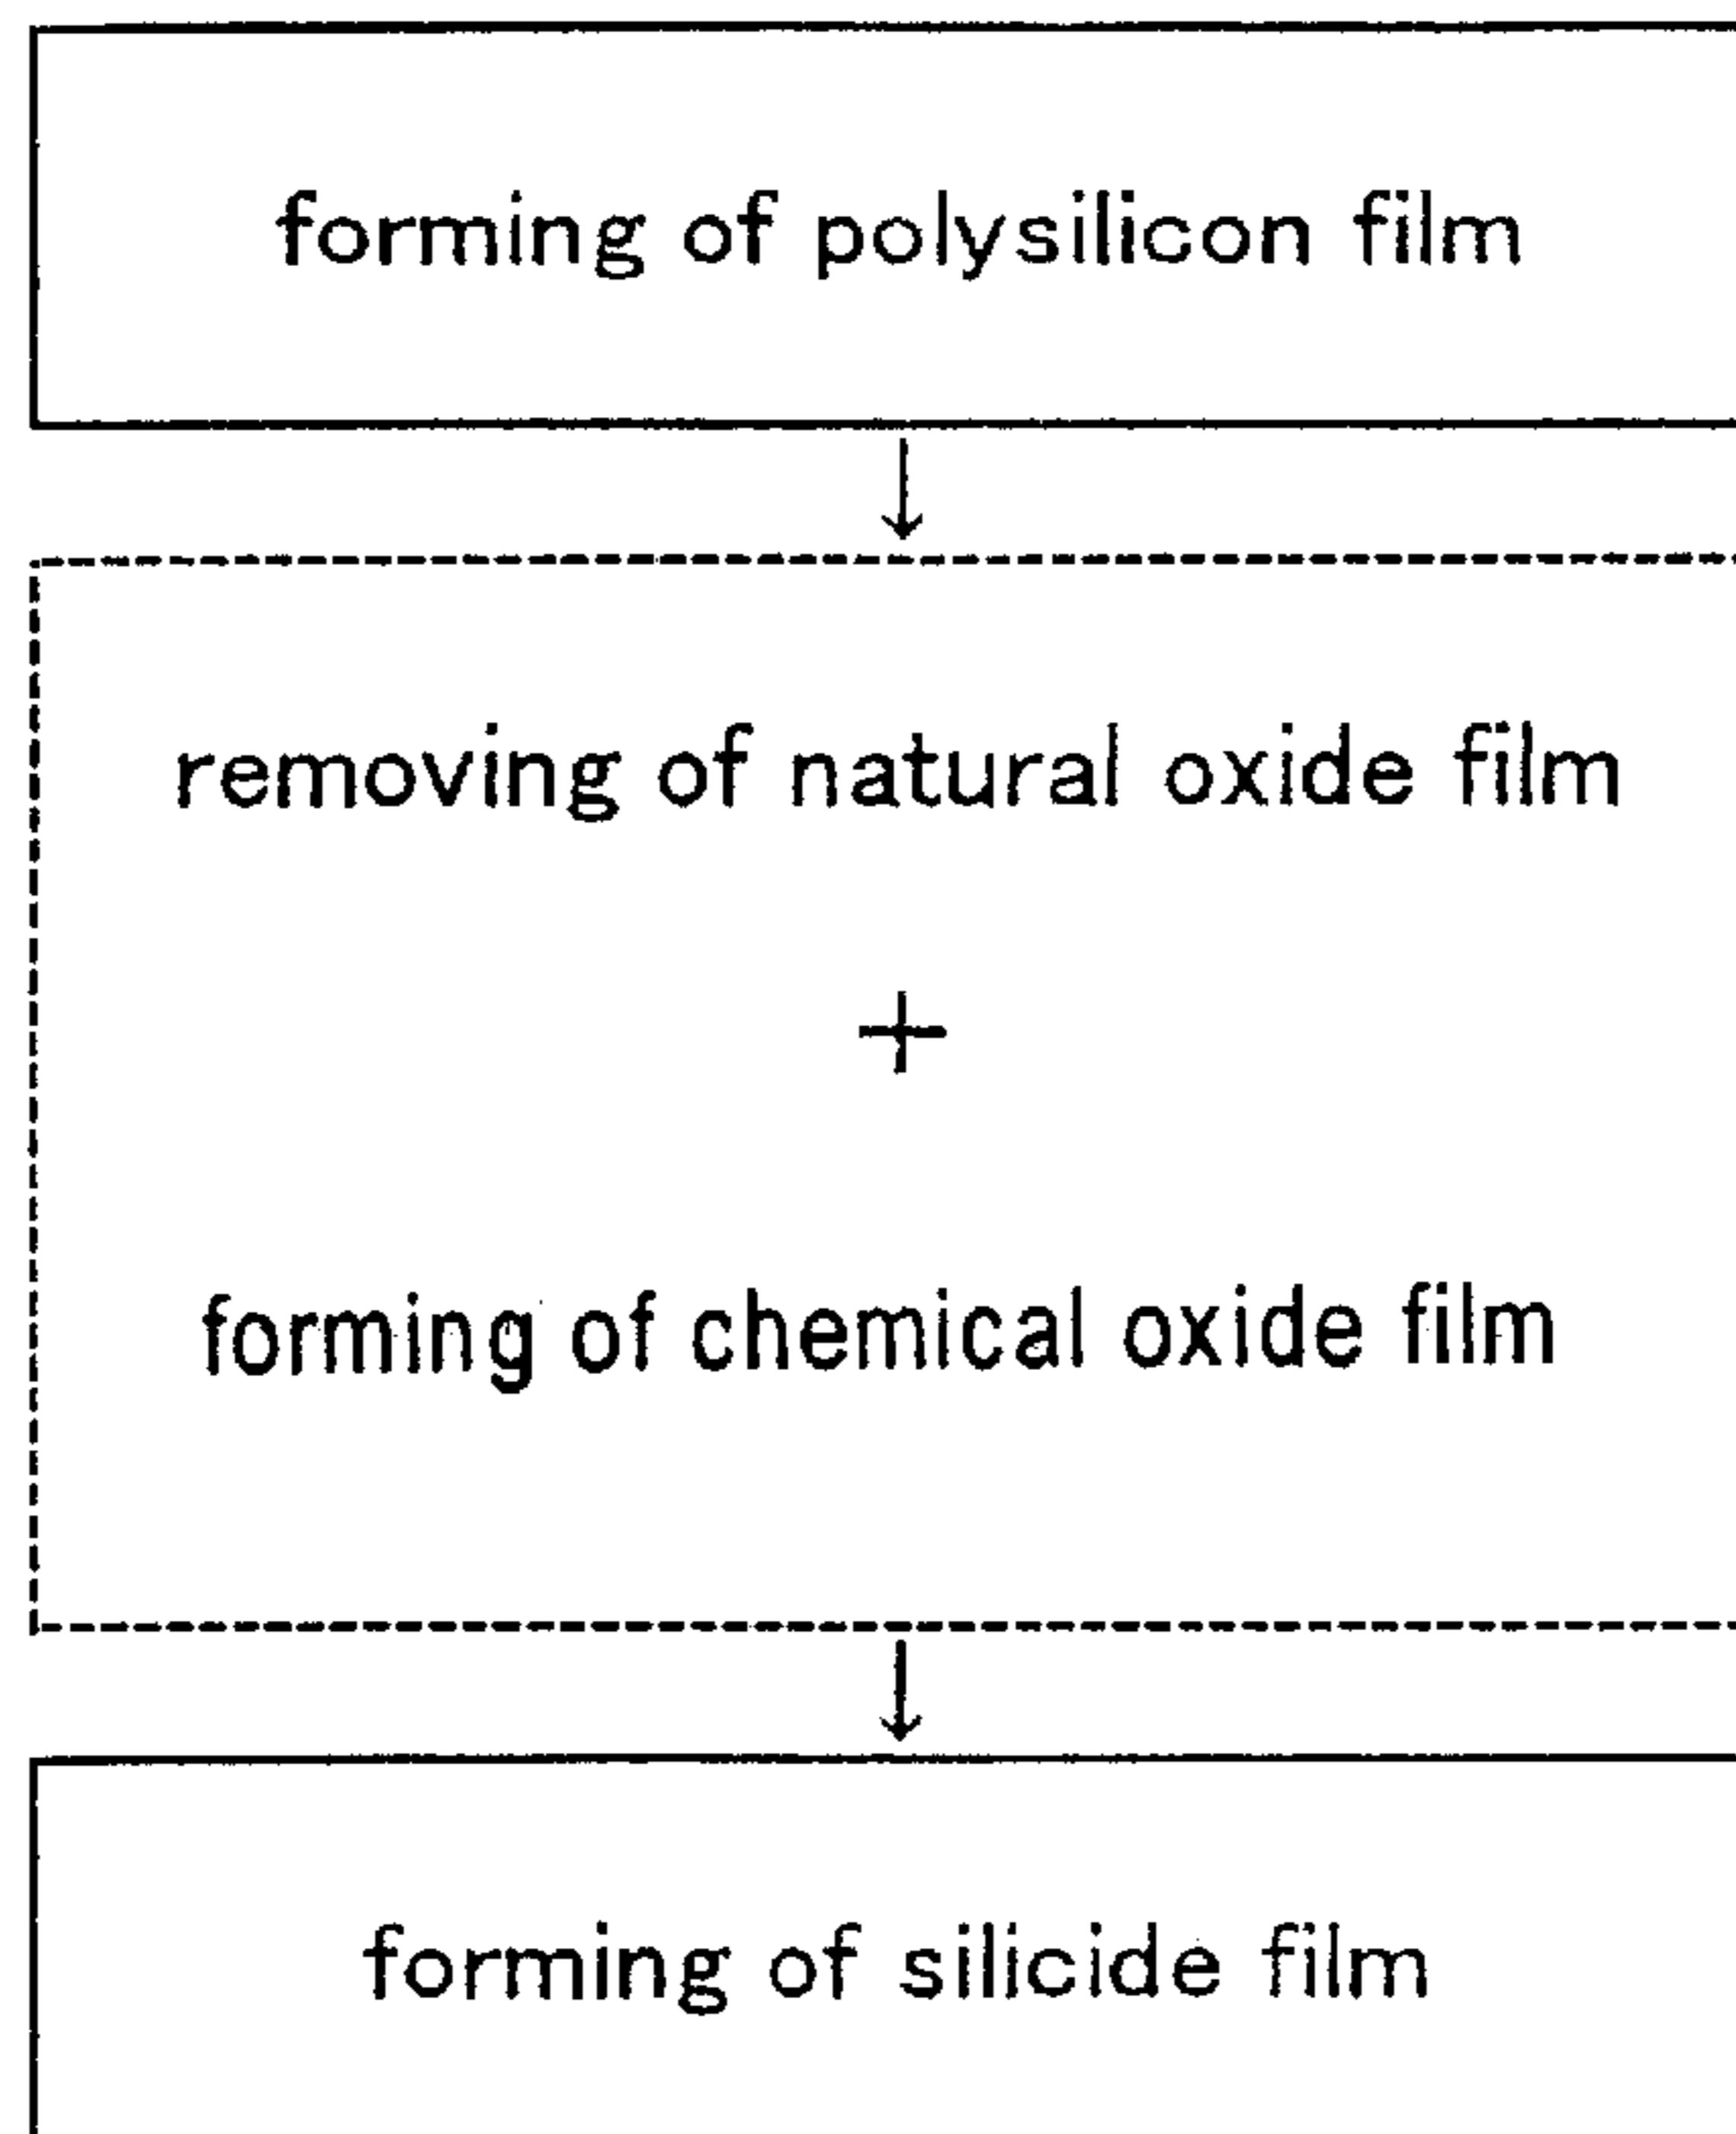 forming of polysilicon film
removing of natural oxide film
+
forming of chemical oxide film
forming of silicide film